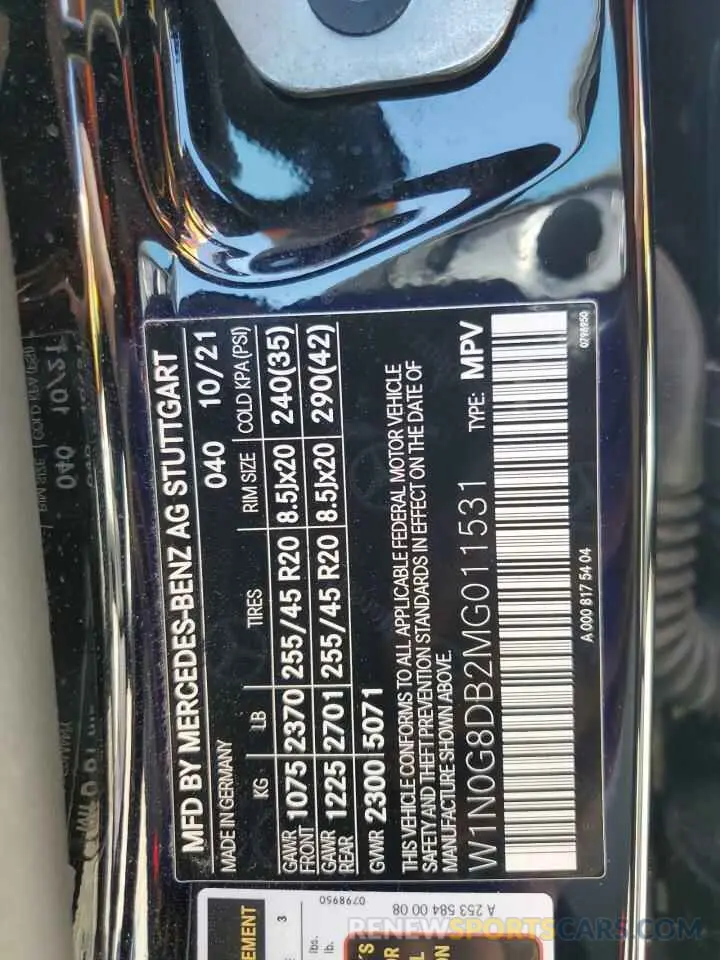 MFD BY MERCEDES-BENZ AG STUTTGART
MADE IN GERMANY 040 10/21
KG LB TIRES RIM SIZE COLD KPA (PSI)
GAWR FRONT 1075 2370 255/45 R20 8.5Jx20 240(35)
GAWR REAR 1225 2701 255/45 R20 8.5Jx20 290(42)
GVWR 2300 5071
THIS VEHICLE CONFORMS TO ALL APPLICABLE FEDERAL MOTOR VEHICLE
SAFETY AND THEFT PREVENTION STANDARDS IN EFFECT ON THE DATE OF
MANUFACTURE SHOWN ABOVE.
W1N0G8DB2MG011531 TYPE: MPV
A 000 817 54 04 0798950
A 253 584 00 08
0798950
3
lbs.
lb.
RENEWSPORTSCARS.COM